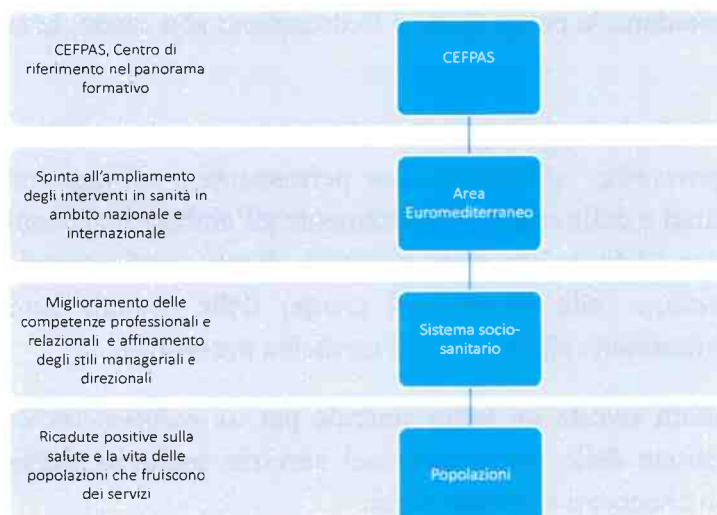 CEFPAS, Centro di
riferimento nel panorama
formativo
CEFPAS
Spinta all'ampliamento
degli interventi in sanità in
ambito nazionale e
internazionale
Area
Euromediterraneo
Miglioramento delle
competenze professionali e
relazionali e affinamento
degli stili manageriali e
direzionali
Sistema socio-
sanitario
Ricadute positive sulla
salute e la vita delle
popolazioni che fruiscono
dei servizi
Popolazioni